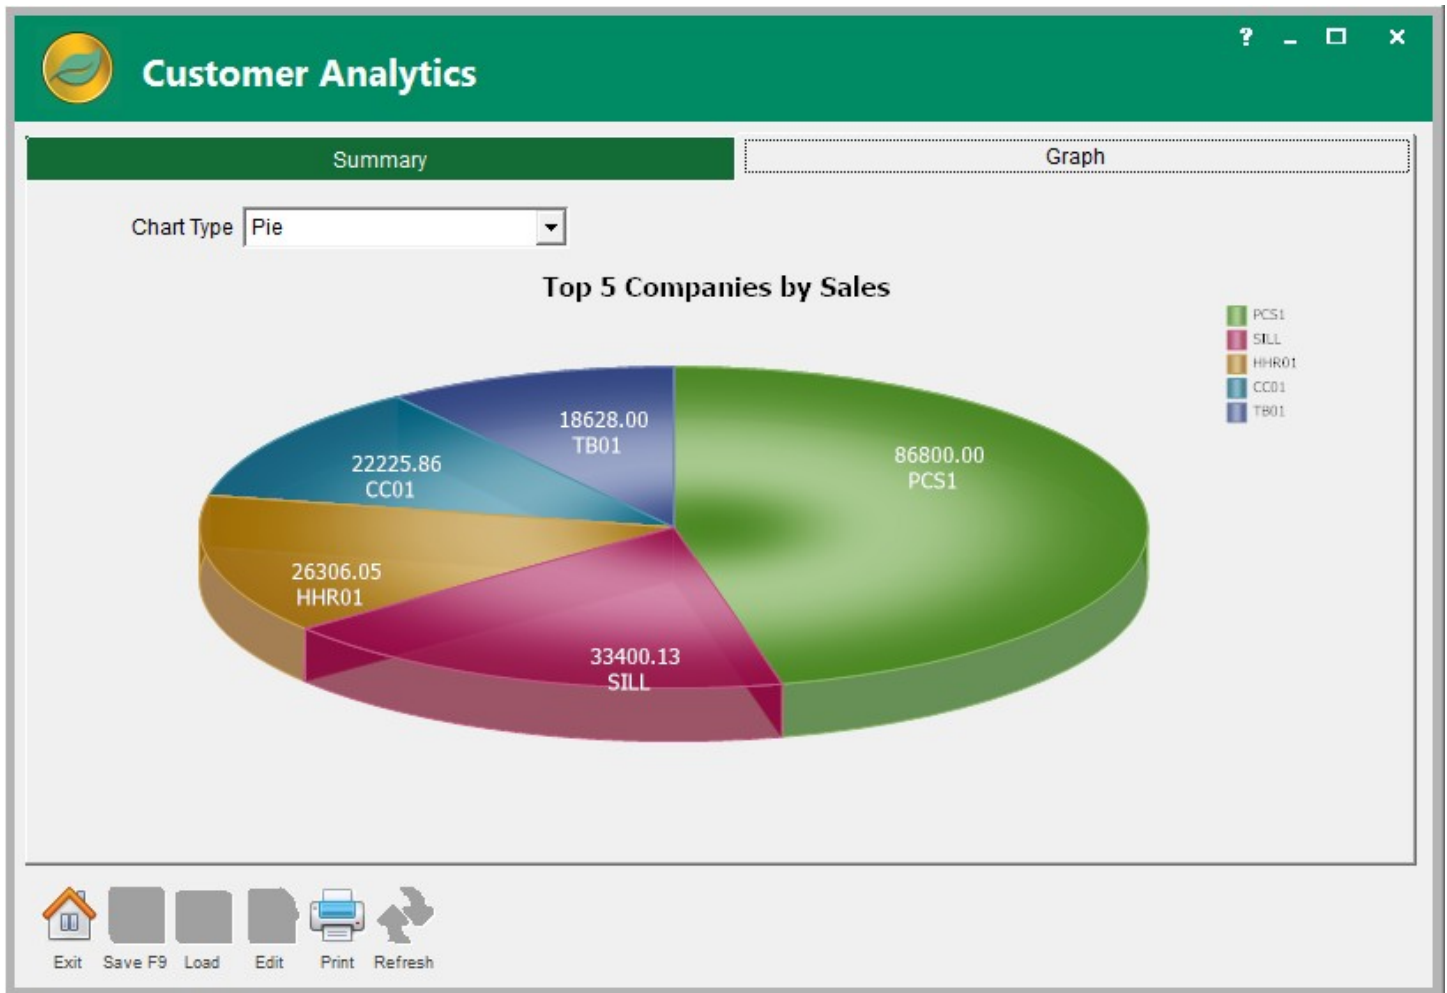 ?
Customer Analytics
Summary
Graph
Chart Type Pie
Top 5 Companies by Sales
PCS1
SILL
HHR01
CC01
TB01
18628.00
TB01
86800.00
PCS1
22225.86
CC01
26306.05
HHR01
33400.13
SILL
Exit Save F9 Load Edit Print Refresh